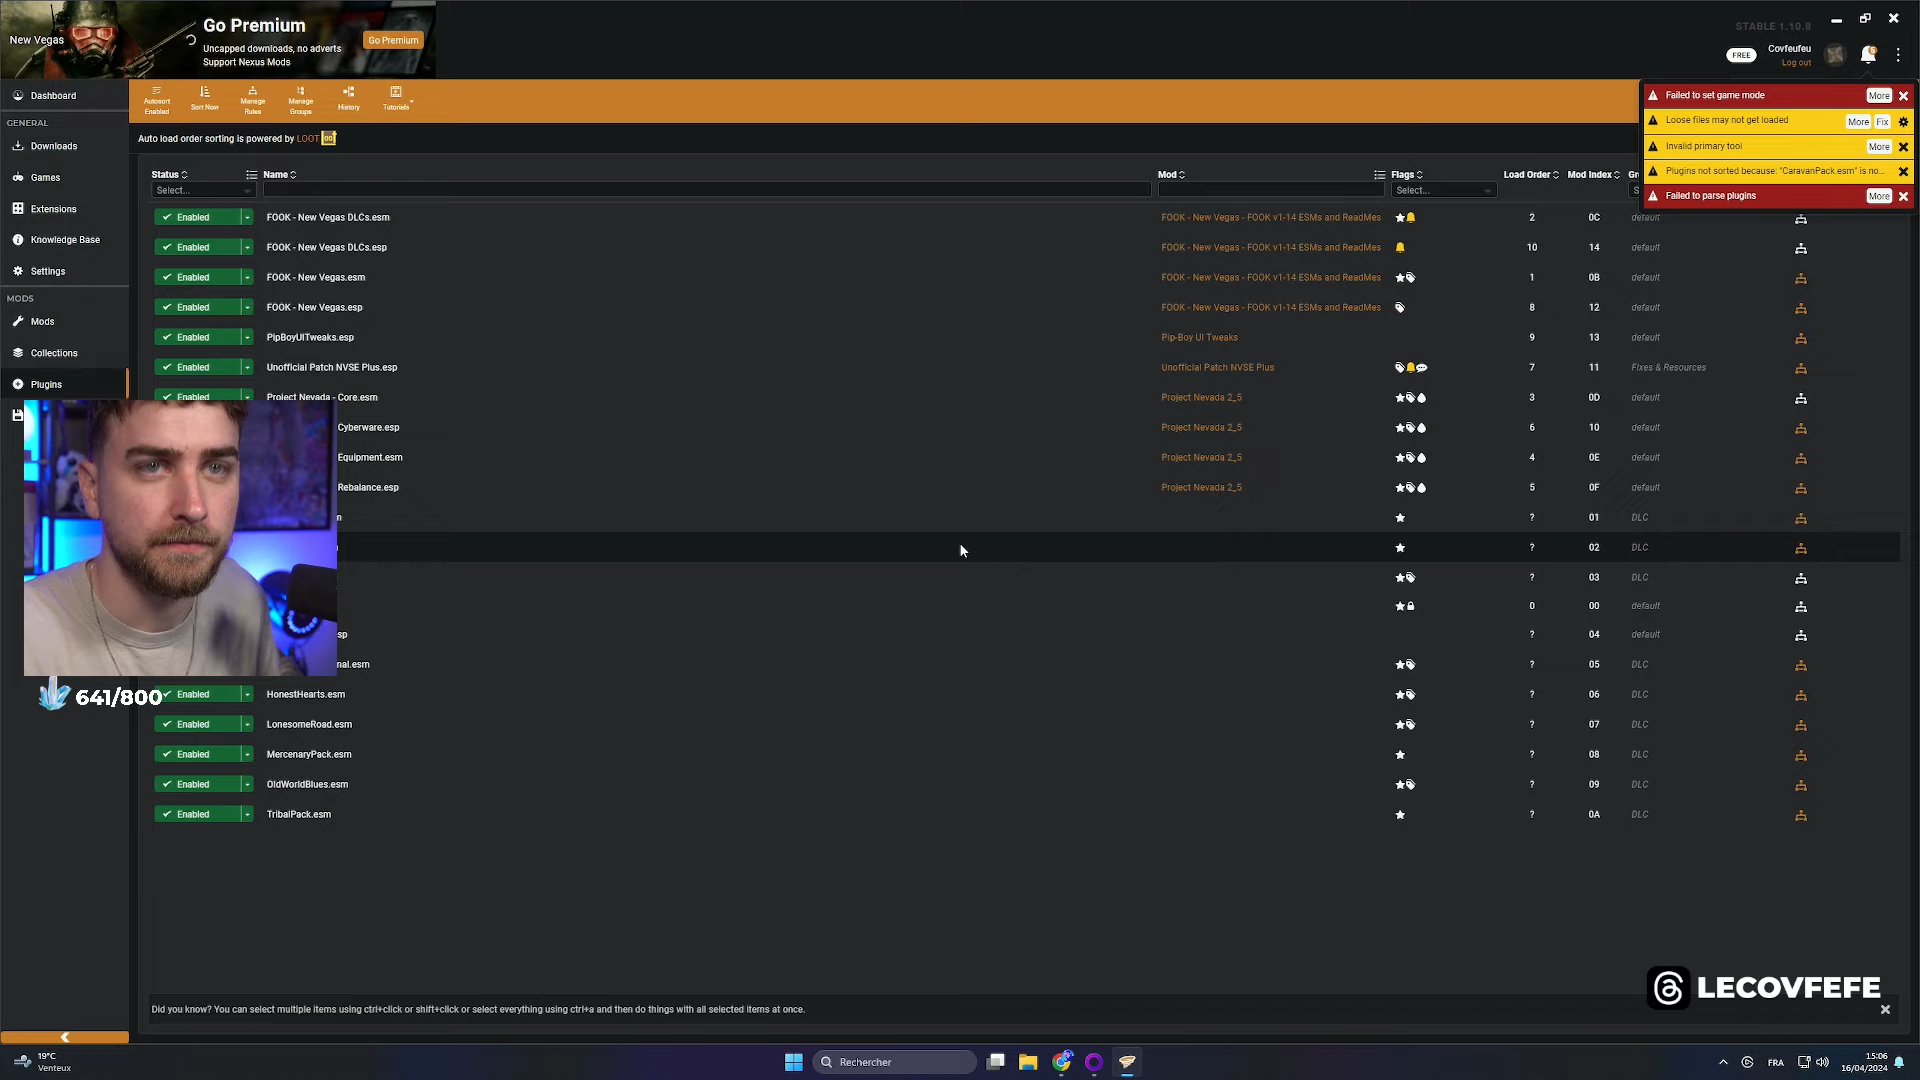 New Vegas
Go Premium
Uncapped downloads, no adverts
Support Nexus Mods
Go Premium
STABLE 1.10.8
FREE
Covfeufeu
Log out
Dashboard
GENERAL
Downloads
Games
Extensions
Knowledge Base
Settings
MODS
Mods
Collections
Plugins
Autosort Enabled
Sort Now
Manage Rules
Manage Groups
History
Tutorials
Failed to set game mode More
Loose files may not get loaded More Fix
Invalid primary tool More
Plugins not sorted because: "CaravanPack.esm" is no...
Failed to parse plugins More
Auto load order sorting is powered by LOOT
Status Name Mod Flags Load Order Mod Index
Select... Select...
Enabled FOOK - New Vegas DLCs.esm FOOK - New Vegas - FOOK v1-14 ESMs and ReadMes 2 0C default
Enabled FOOK - New Vegas DLCs.esp FOOK - New Vegas - FOOK v1-14 ESMs and ReadMes 10 14 default
Enabled FOOK - New Vegas.esm FOOK - New Vegas - FOOK v1-14 ESMs and ReadMes 1 0B default
Enabled FOOK - New Vegas.esp FOOK - New Vegas - FOOK v1-14 ESMs and ReadMes 8 12 default
Enabled PipBoyUITweaks.esp Pip-Boy UI Tweaks 9 13 default
Enabled Unofficial Patch NVSE Plus.esp Unofficial Patch NVSE Plus 7 11 Fixes & Resources
Enabled Project Nevada - Core.esm Project Nevada 2_5 3 0D default
Cyberware.esp Project Nevada 2_5 6 10 default
Equipment.esm Project Nevada 2_5 4 0E default
Rebalance.esp Project Nevada 2_5 5 0F default
? 01 DLC
? 02 DLC
? 03 DLC
0 00 default
sp ? 04 default
nal.esm ? 05 DLC
Enabled HonestHearts.esm ? 06 DLC
Enabled LonesomeRoad.esm ? 07 DLC
Enabled MercenaryPack.esm ? 08 DLC
Enabled OldWorldBlues.esm ? 09 DLC
Enabled TribalPack.esm ? 0A DLC
641/800
Did you know? You can select multiple items using ctrl+click or shift+click or select everything using ctrl+a and then do things with all selected items at once.
LECOVFEFE
19°C
Venteux
Rechercher
FRA
15:06
16/04/2024